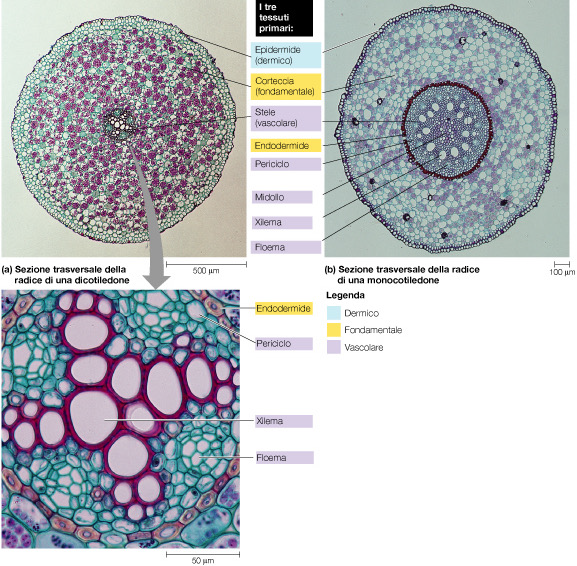 I tre
tessuti
primari:
Epidermide
(dermico)
Corteccia
(fondamentale)
Stele
(vascolare)
Endodermide
Periciclo
Midollo
Xilema
Floema
500 µm
100 µm
(a) Sezione trasversale della
radice di una dicotiledone
(b) Sezione trasversale della radice
di una monocotiledone
Legenda
Dermico
Fondamentale
Vascolare
Endodermide
Periciclo
Xilema
Floema
50 µm